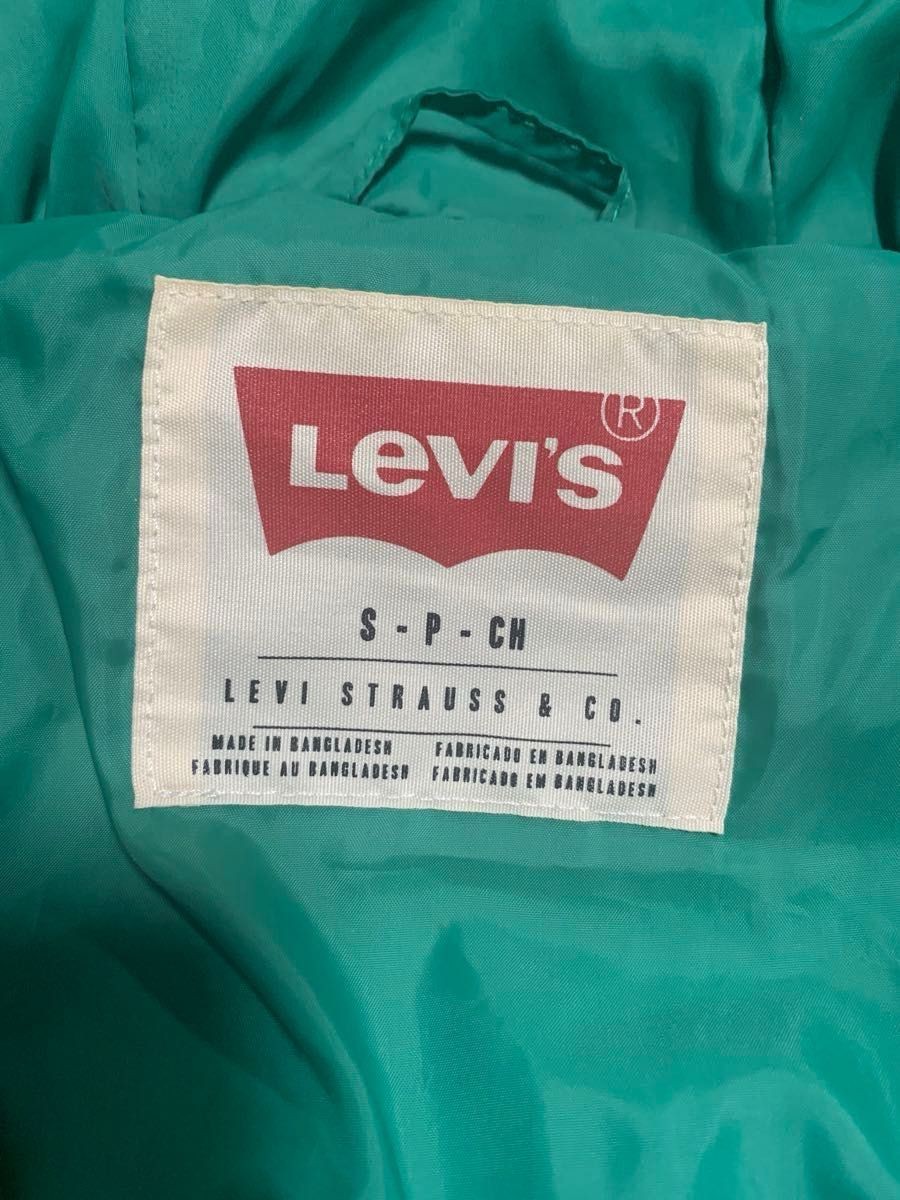 LEVI'S®
S - P - CH
LEVI STRAUSS & CO.
MADE IN BANGLADESH FABRICADO EN BANGLADESH
FABRIQUE AU BANGLADESH FABRICADO EM BANGLADESH